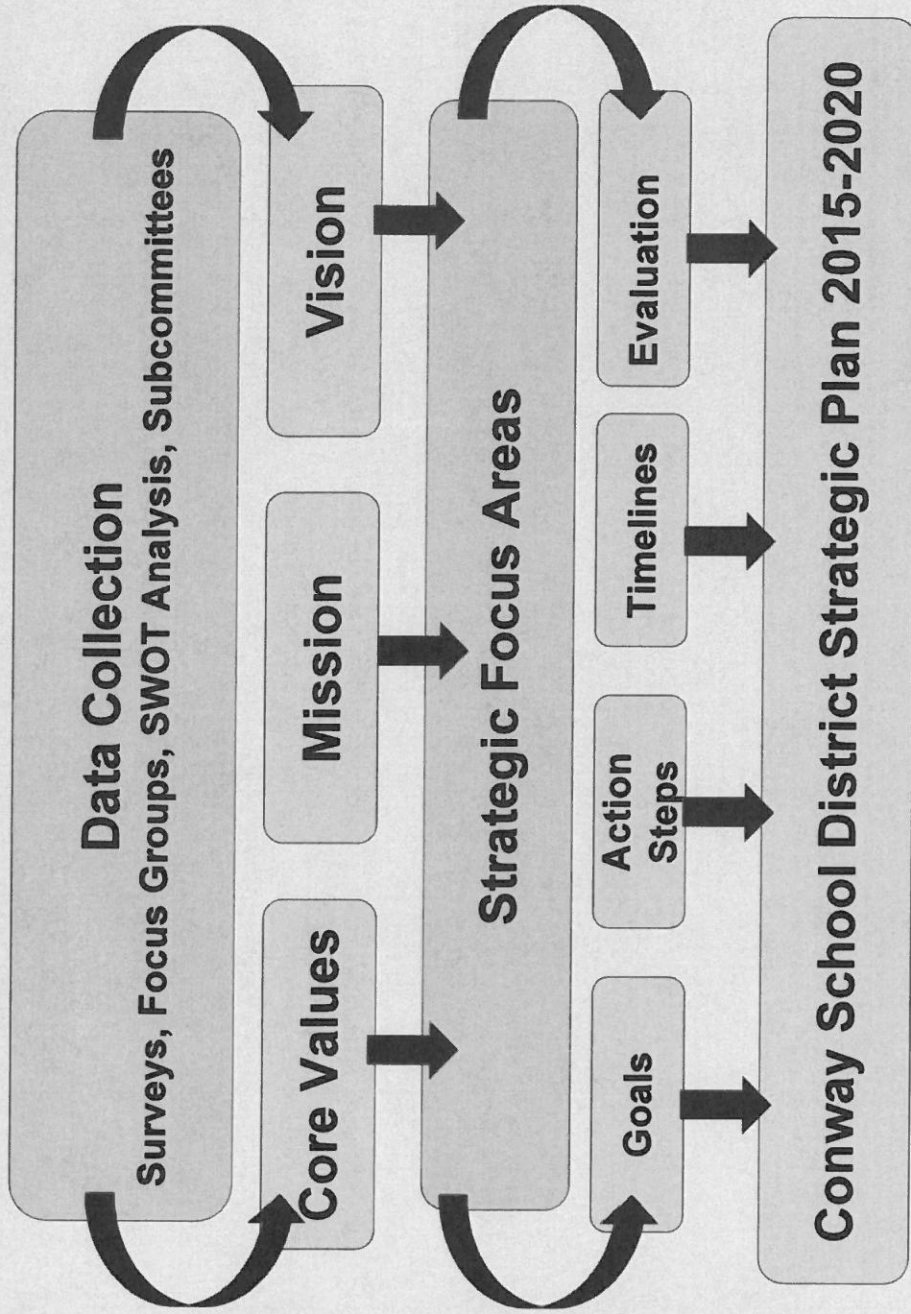 Data Collection
Surveys, Focus Groups, SWOT Analysis, Subcommittees
Core Values
Mission
Vision
Strategic Focus Areas
Goals
Action
Steps
Timelines
Evaluation
Conway School District Strategic Plan 2015-2020